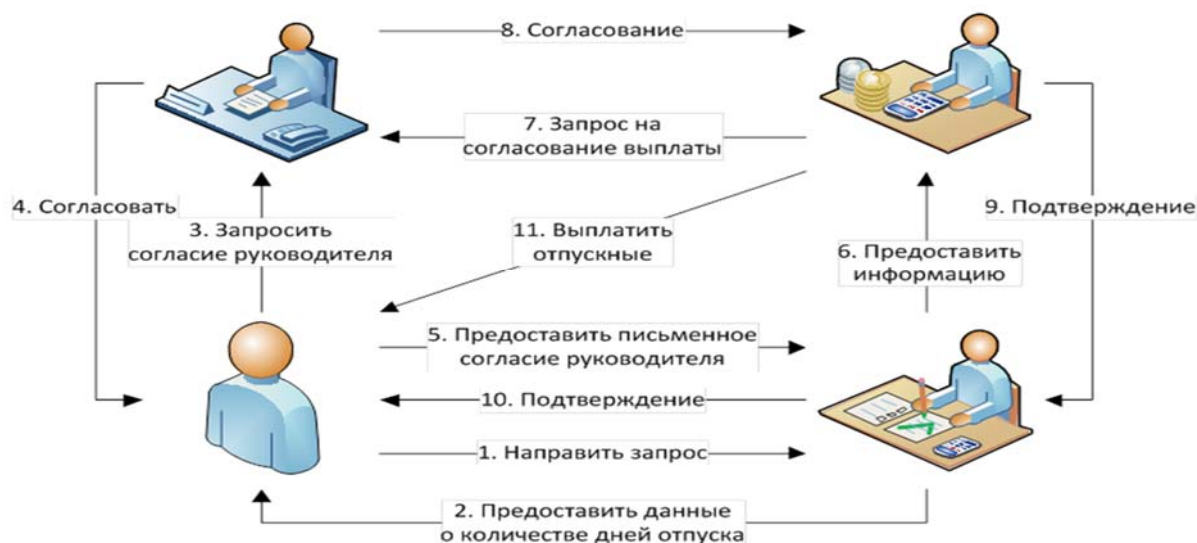 8. Согласование
7. Запрос на
согласование выплаты
4. Согласовать
3. Запросить
согласие руководителя
11. Выплатить
отпускные
9. Подтверждение
6. Предоставить
информацию
5. Предоставить письменное
согласие руководителя
10. Подтверждение
1. Направить запрос
2. Предоставить данные
о количестве дней отпуска